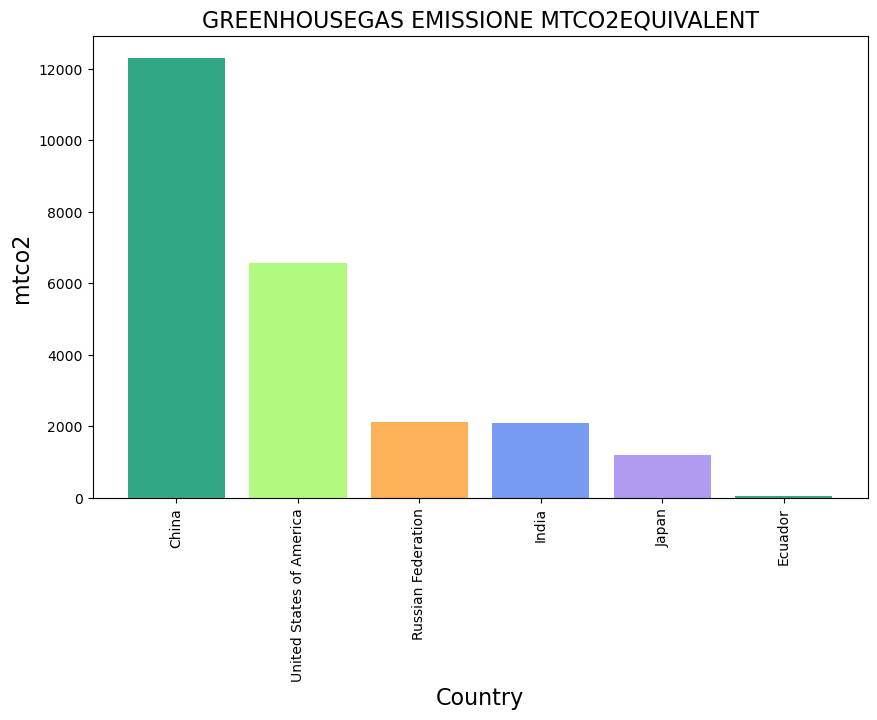 GREENHOUSEGAS EMISSIONE MTCO2EQUIVALENT
12000
10000
8000
6000
4000
2000
0
mtco2
China
United States of America
Russian Federation
India
Japan
Ecuador
Country